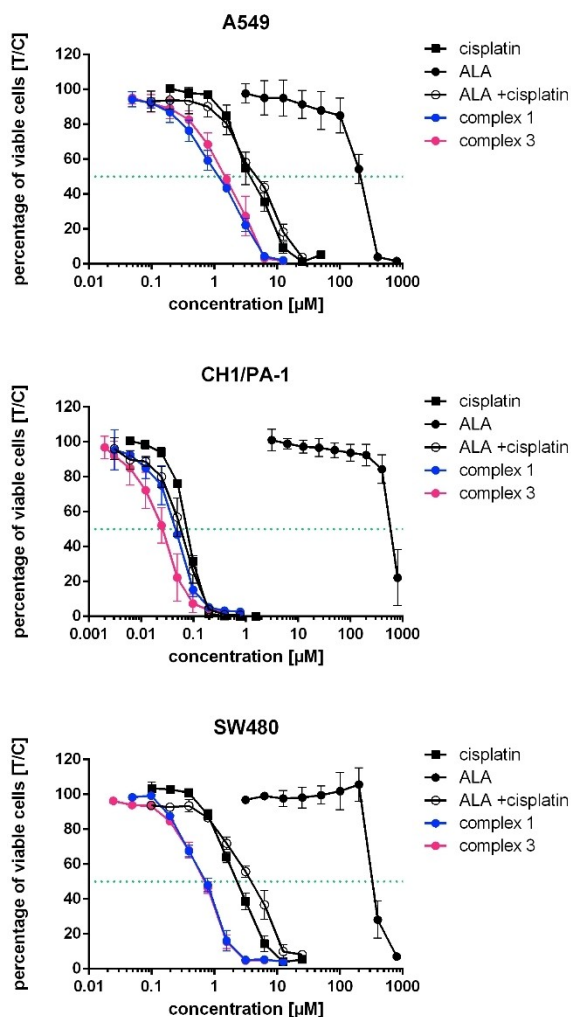 A549
percentage of viable cells [T/C]
120
100
80
60
40
20
0
0.01 0.1 1 10 100 1000
concentration [µM]
cisplatin
ALA
ALA +cisplatin
complex 1
complex 3
CH1/PA-1
percentage of viable cells [T/C]
120
100
80
60
40
20
0
0.001 0.01 0.1 1 10 100 1000
concentration [µM]
cisplatin
ALA
ALA +cisplatin
complex 1
complex 3
SW480
percentage of viable cells [T/C]
120
100
80
60
40
20
0
0.01 0.1 1 10 100 1000
concentration [µM]
cisplatin
ALA
ALA +cisplatin
complex 1
complex 3